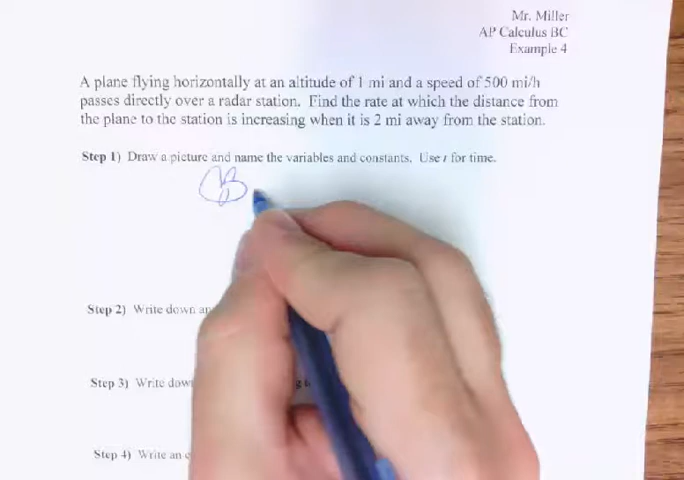 Mr. Miller
AP Calculus BC
Example 4
A plane flying horizontally at an altitude of 1 mi and a speed of 500 mi/h
passes directly over a radar station. Find the rate at which the distance from
the plane to the station is increasing when it is 2 mi away from the station.
Step 1) Draw a picture and name the variables and constants. Use t for time.
Step 2) Write down
Step 3) Write
Step 4) Write an